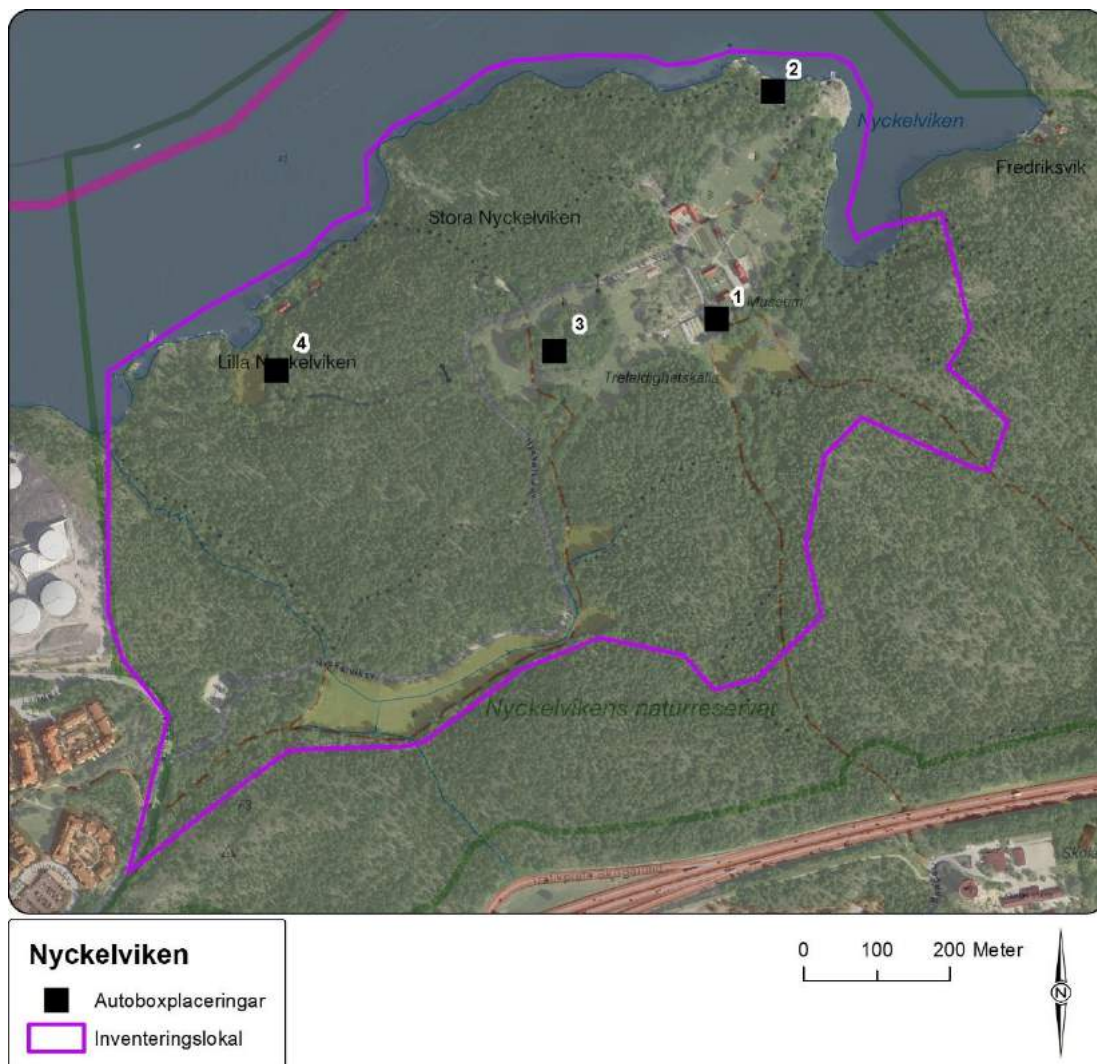 2
Nyckelviken
Fredriksvik
Stora Nyckelviken
1
Museum
3
4
Lilla Nyckelviken
Trefaldighetskälla
Nyckelvikens naturreservat
Skola
Nyckelviken
Autoboxplaceringar
Inventeringslokal
0 100 200 Meter
N